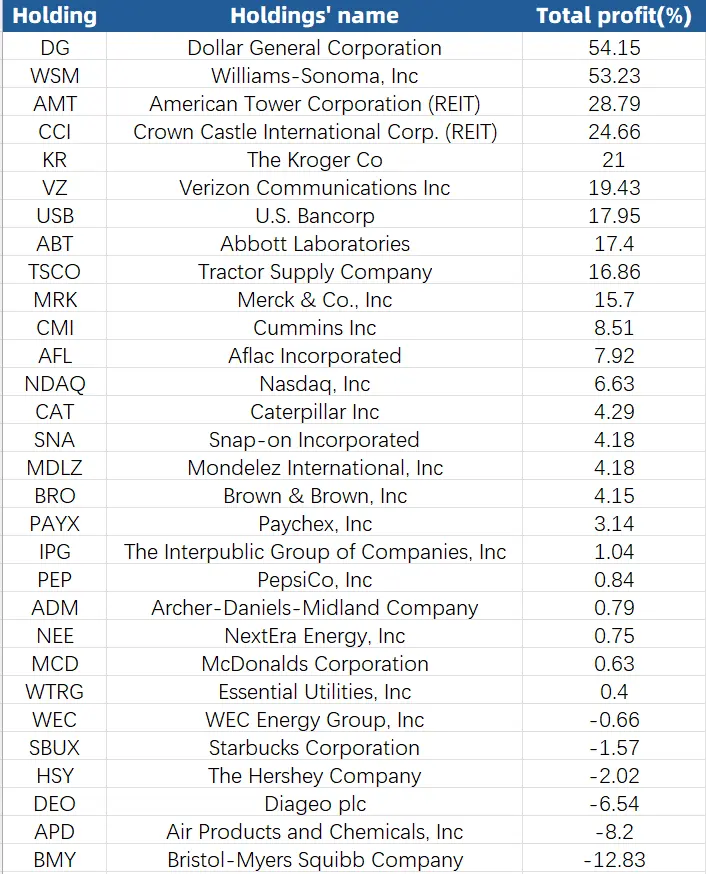 Holding Holdings' name Total profit(%)
DG Dollar General Corporation 54.15
WSM Williams-Sonoma, Inc 53.23
AMT American Tower Corporation (REIT) 28.79
CCI Crown Castle International Corp. (REIT) 24.66
KR The Kroger Co 21
VZ Verizon Communications Inc 19.43
USB U.S. Bancorp 17.95
ABT Abbott Laboratories 17.4
TSCO Tractor Supply Company 16.86
MRK Merck & Co., Inc 15.7
CMI Cummins Inc 8.51
AFL Aflac Incorporated 7.92
NDAQ Nasdaq, Inc 6.63
CAT Caterpillar Inc 4.29
SNA Snap-on Incorporated 4.18
MDLZ Mondelez International, Inc 4.18
BRO Brown & Brown, Inc 4.15
PAYX Paychex, Inc 3.14
IPG The Interpublic Group of Companies, Inc 1.04
PEP PepsiCo, Inc 0.84
ADM Archer-Daniels-Midland Company 0.79
NEE NextEra Energy, Inc 0.75
MCD McDonalds Corporation 0.63
WTRG Essential Utilities, Inc 0.4
WEC WEC Energy Group, Inc -0.66
SBUX Starbucks Corporation -1.57
HSY The Hershey Company -2.02
DEO Diageo plc -6.54
APD Air Products and Chemicals, Inc -8.2
BMY Bristol-Myers Squibb Company -12.83